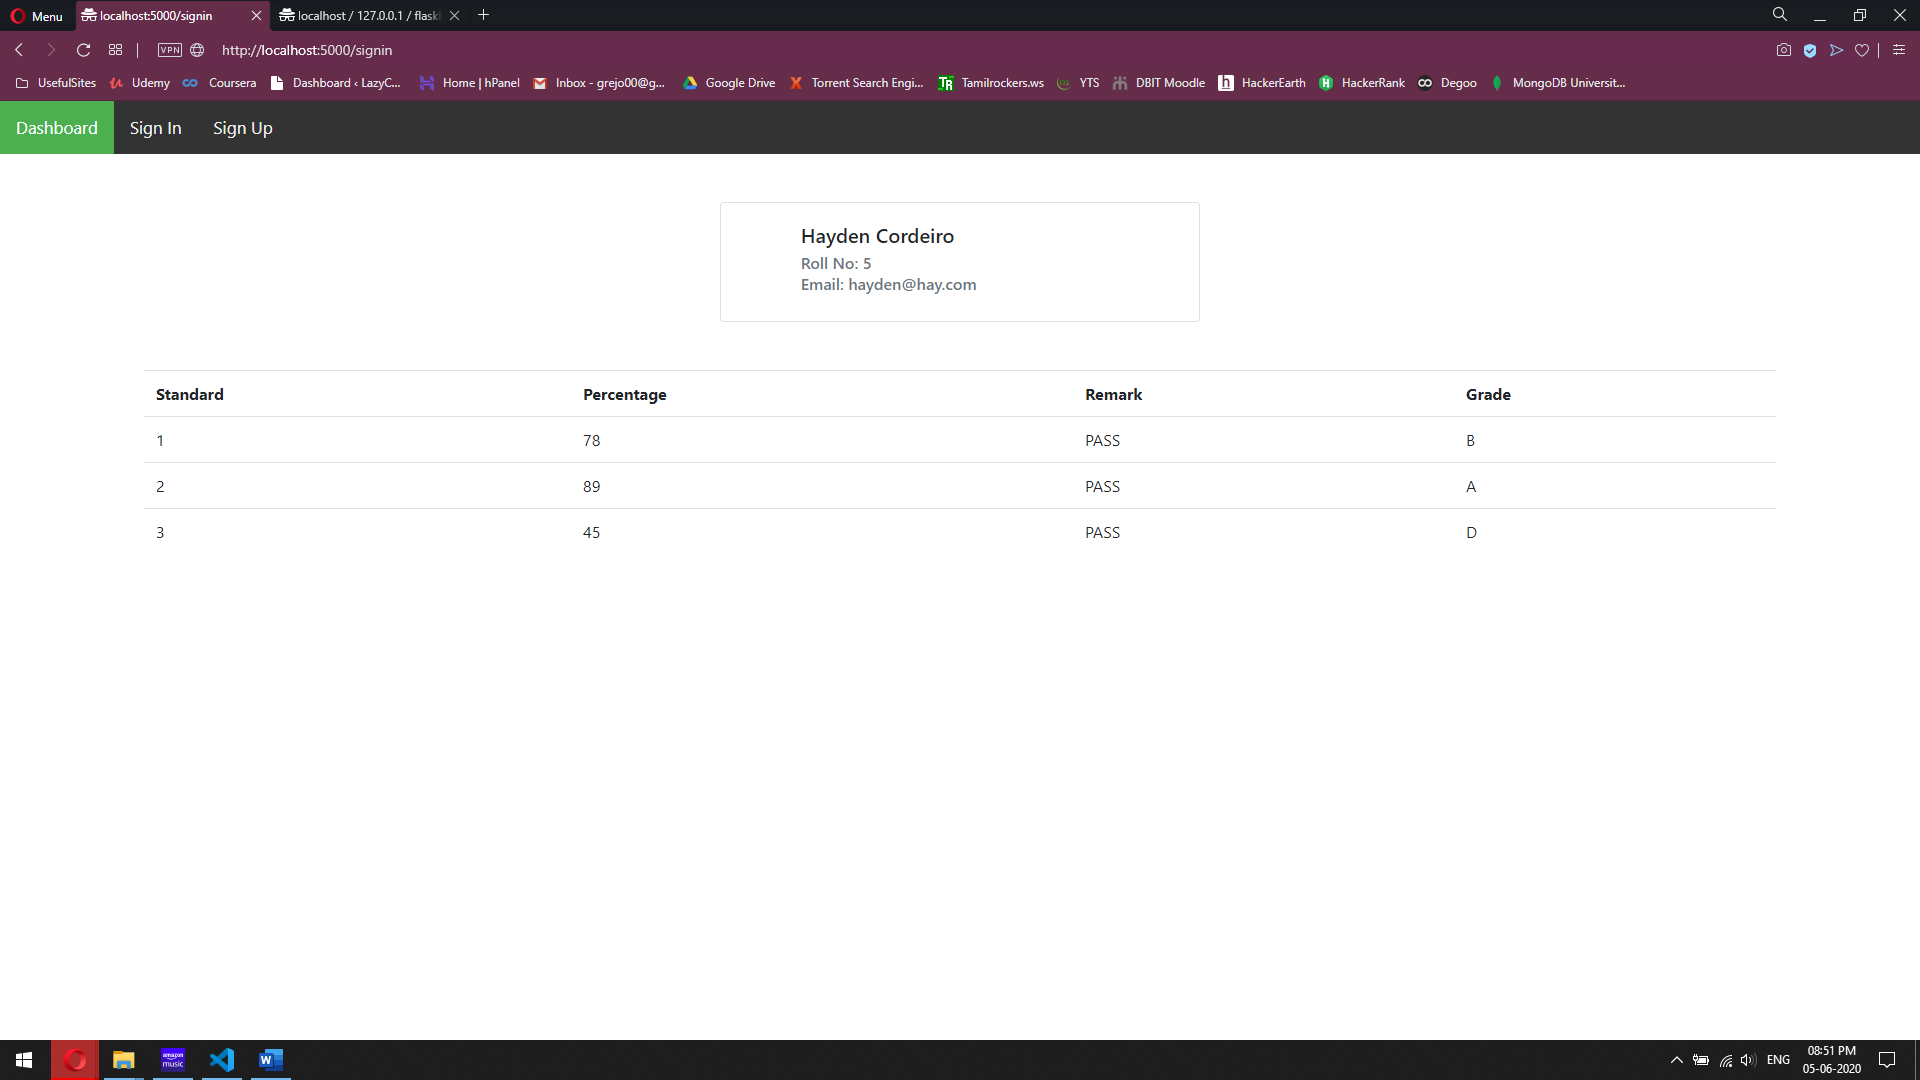 Menu localhost:5000/signin localhost / 127.0.0.1 / flask
VPN http://localhost:5000/signin
UsefulSites Udemy Coursera Dashboard ‹ LazyC... Home | hPanel Inbox - grejo00@g... Google Drive Torrent Search Engi... Tamilrockers.ws YTS DBIT Moodle HackerEarth HackerRank Degoo MongoDB Universit...
Dashboard Sign In Sign Up
Hayden Cordeiro
Roll No: 5
Email: hayden@hay.com
Standard Percentage Remark Grade
1 78 PASS B
2 89 PASS A
3 45 PASS D
amazon music
W
ENG
08:51 PM
05-06-2020